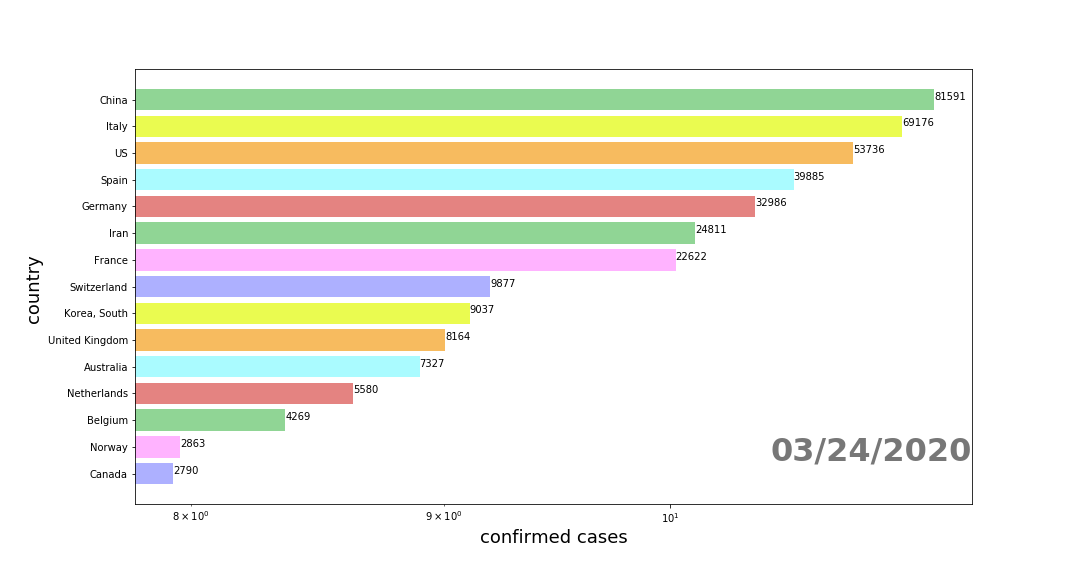 China 81591
Italy 69176
US 53736
Spain 39885
Germany 32986
Iran 24811
France 22622
Switzerland 9877
Korea, South 9037
United Kingdom 8164
Australia 7327
Netherlands 5580
Belgium 4269
Norway 2863
Canada 2790
03/24/2020
country
8 × 10⁰ 9 × 10⁰ 10¹
confirmed cases